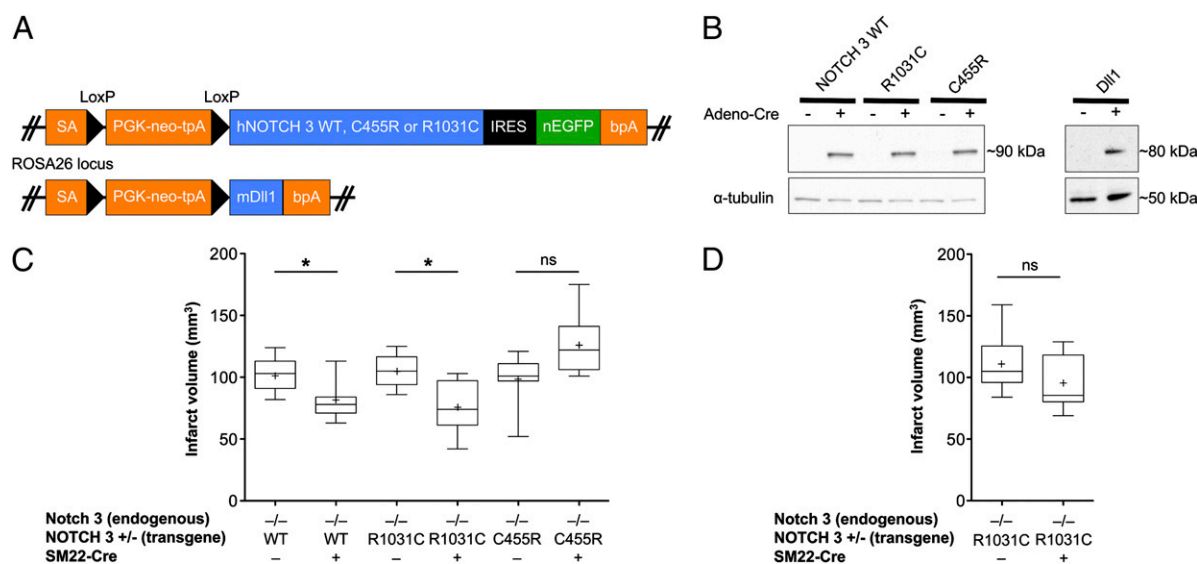 A
LoxP LoxP
SA PGK-neo-tpA hNOTCH 3 WT, C455R or R1031C IRES nEGFP bpA
ROSA26 locus
SA PGK-neo-tpA mDll1 bpA
B
NOTCH 3 WT R1031C C455R Dll1
Adeno-Cre - + - + - + - +
~90 kDa ~80 kDa
α-tubulin ~50 kDa
C
200
150
100
50
0
Infarct volume (mm³)
* * ns
Notch 3 (endogenous) –/– –/– –/– –/– –/– –/–
NOTCH 3 +/- (transgene) WT WT R1031C R1031C C455R C455R
SM22-Cre – + – + – +
D
200
150
100
50
0
Infarct volume (mm³)
ns
Notch 3 (endogenous) –/– –/–
NOTCH 3 +/- (transgene) R1031C R1031C
SM22-Cre – +